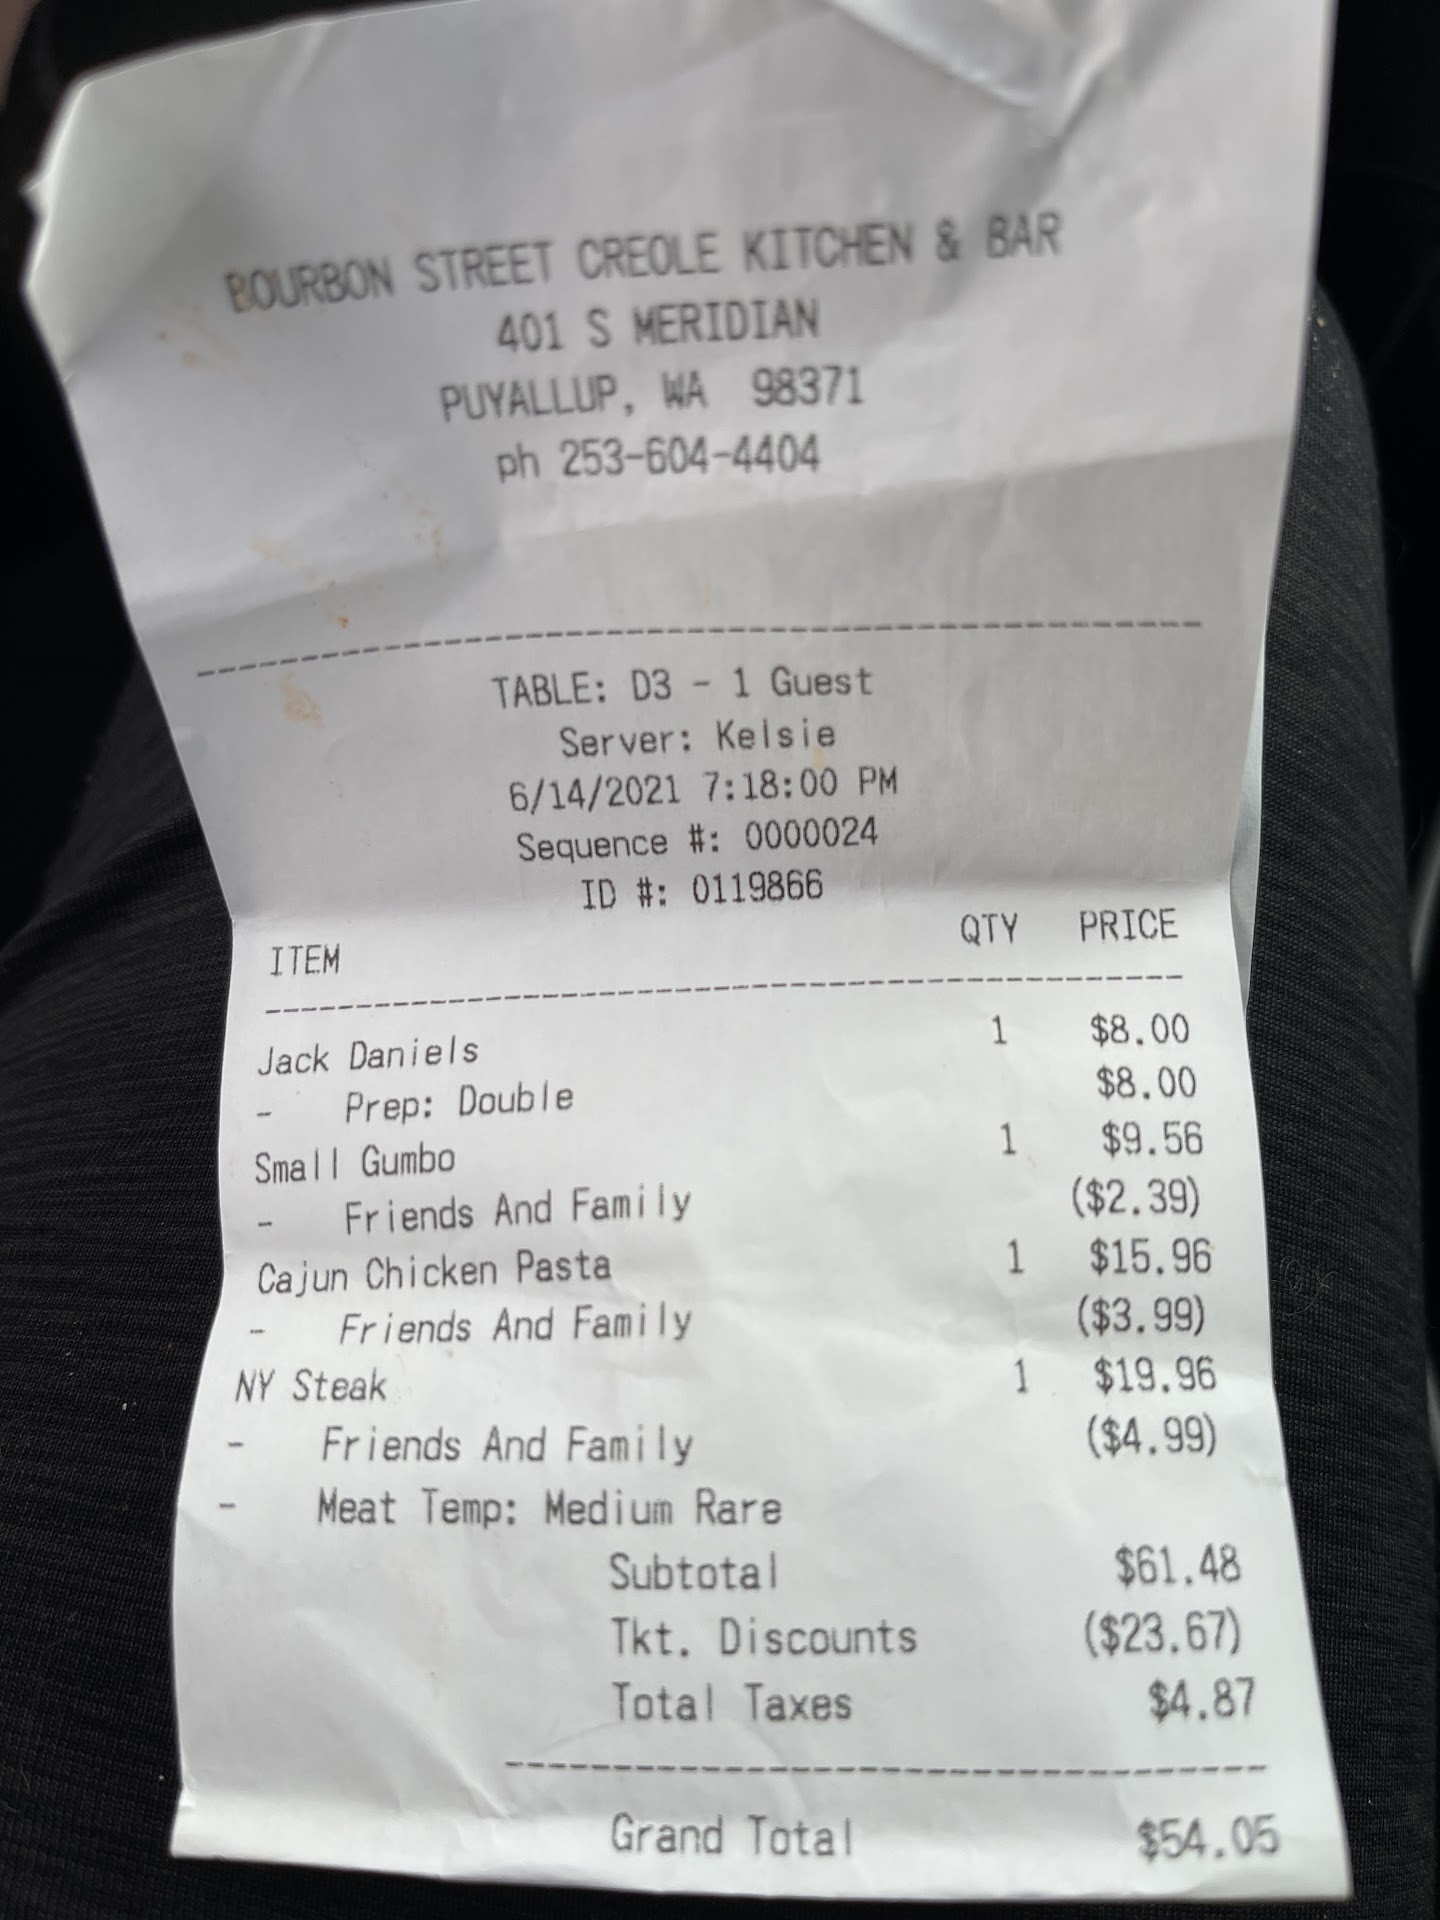 BOURBON STREET CREOLE KITCHEN & BAR
401 S MERIDIAN
PUYALLUP, WA 98371
ph 253-604-4404
TABLE: D3 - 1 Guest
Server: Kelsie
6/14/2021 7:18:00 PM
Sequence #: 0000024
ID #: 0119866
ITEM QTY PRICE
Jack Daniels 1 $8.00
- Prep: Double $8.00
Small Gumbo 1 $9.56
- Friends And Family ($2.39)
Cajun Chicken Pasta 1 $15.96
- Friends And Family ($3.99)
NY Steak 1 $19.96
- Friends And Family ($4.99)
- Meat Temp: Medium Rare
Subtotal $61.48
Tkt. Discounts ($23.67)
Total Taxes $4.87
Grand Total $54.05